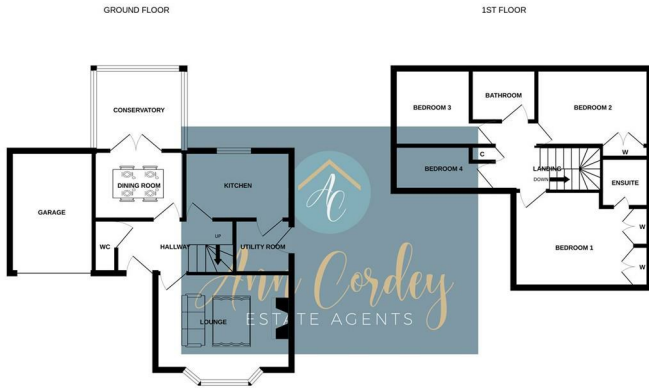 GROUND FLOOR
1ST FLOOR
CONSERVATORY
BEDROOM 3
BATHROOM
BEDROOM 2
W
C
BEDROOM 4
LANDING
DOWN
ENSUITE
GARAGE
DINING ROOM
KITCHEN
AC
WC
HALLWAY
UP
UTILITY ROOM
BEDROOM 1
W
W
Ann Cordey
ESTATE AGENTS
LOUNGE